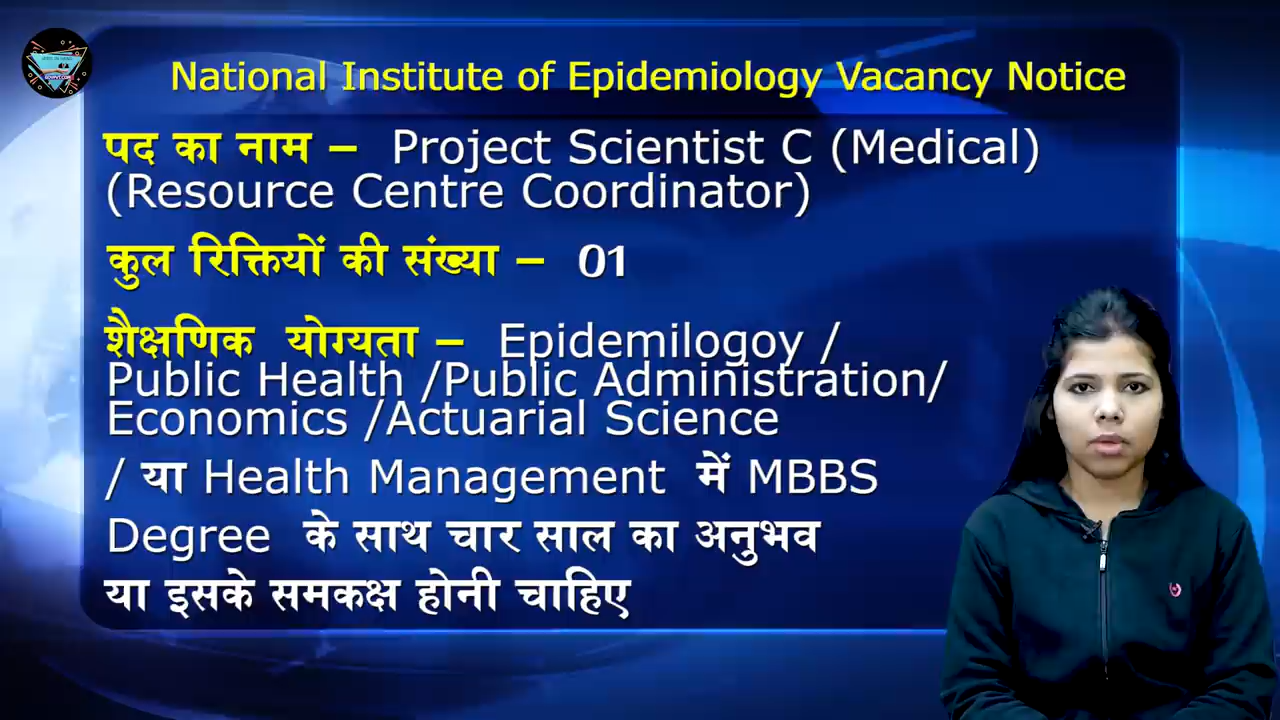 National Institute of Epidemiology Vacancy Notice
पद का नाम – Project Scientist C (Medical)
(Resource Centre Coordinator)
कुल रिक्तियों की संख्या – 01
शैक्षणिक योग्यता – Epidemilogoy /
Public Health /Public Administration/
Economics /Actuarial Science
/ या Health Management में MBBS
Degree के साथ चार साल का अनुभव
या इसके समकक्ष होनी चाहिए